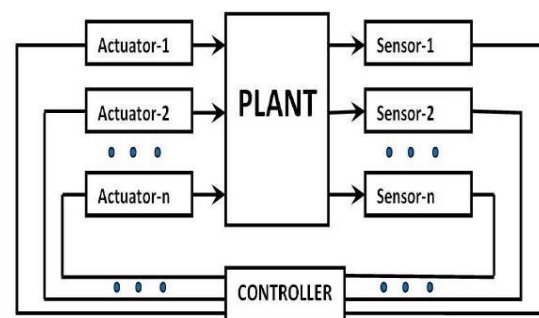 Actuator-1
Actuator-2
Actuator-n
PLANT
Sensor-1
Sensor-2
Sensor-n
CONTROLLER